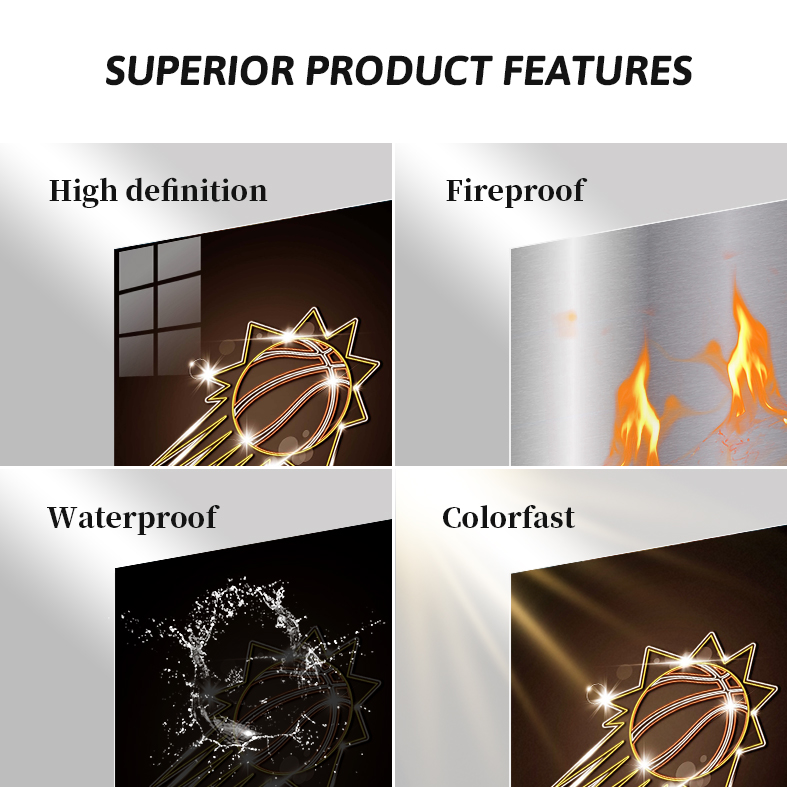 SUPERIOR PRODUCT FEATURES
High definition
Fireproof
Waterproof
Colorfast